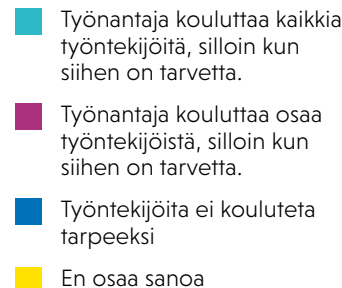 Työnantaja kouluttaa kaikkia
työntekijöitä, silloin kun
siihen on tarvetta.
Työnantaja kouluttaa osaa
työntekijöistä, silloin kun
siihen on tarvetta.
Työntekijöita ei kouluteta
tarpeeksi
En osaa sanoa